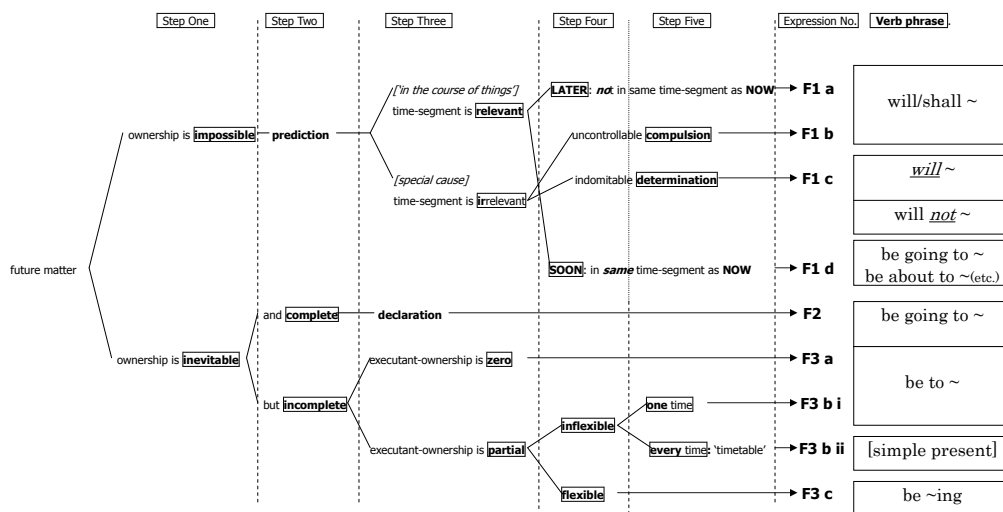 Step One Step Two Step Three Step Four Step Five Expression No. Verb phrase .
['in the course of things']
time-segment is relevant
LATER: not in same time-segment as NOW
F1 a
will/shall ~
ownership is impossible
prediction
uncontrollable compulsion
F1 b
[special cause]
time-segment is irrelevant
indomitable determination
F1 c
will ~
will not ~
future matter
SOON: in same time-segment as NOW
F1 d
be going to ~
be about to ~(etc.)
and complete
declaration
F2
be going to ~
ownership is inevitable
executant-ownership is zero
F3 a
be to ~
but incomplete
one time
F3 b i
inflexible
executant-ownership is partial
every time: 'timetable'
F3 b ii
[simple present]
flexible
F3 c
be ~ing